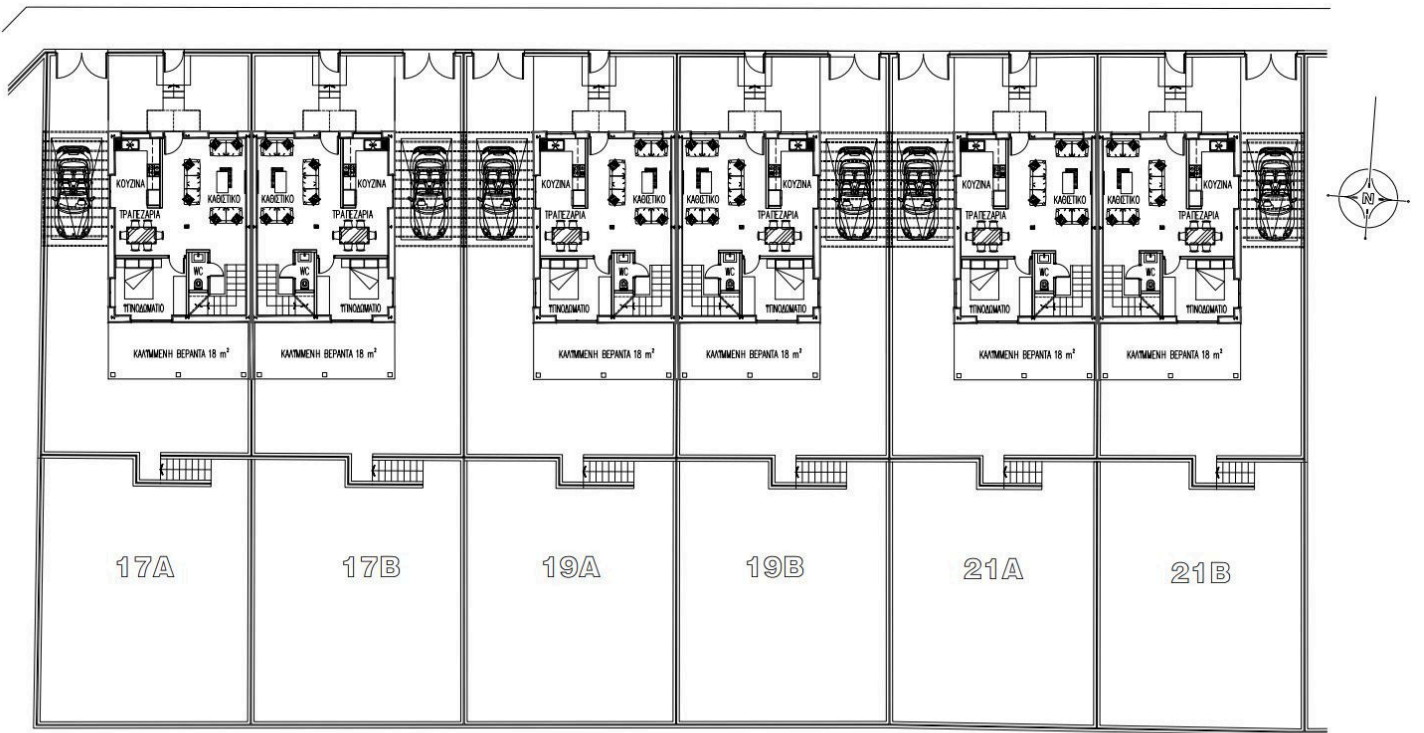 ΚΟΥΖΙΝΑ
ΚΟΥΖΙΝΑ
ΚΟΥΖΙΝΑ
ΚΟΥΖΙΝΑ
ΚΟΥΖΙΝΑ
ΚΟΥΖΙΝΑ
ΚΑΘΙΣΤΙΚΟ
ΚΑΘΙΣΤΙΚΟ
ΚΑΘΙΣΤΙΚΟ
ΚΑΘΙΣΤΙΚΟ
ΚΑΘΙΣΤΙΚΟ
ΚΑΘΙΣΤΙΚΟ
N
ΤΡΑΠΕΖΑΡΙΑ
ΤΡΑΠΕΖΑΡΙΑ
ΤΡΑΠΕΖΑΡΙΑ
ΤΡΑΠΕΖΑΡΙΑ
ΤΡΑΠΕΖΑΡΙΑ
ΤΡΑΠΕΖΑΡΙΑ
WC
WC
WC
WC
WC
WC
ΥΠΝΟΔΩΜΑΤΙΟ
ΥΠΝΟΔΩΜΑΤΙΟ
ΥΠΝΟΔΩΜΑΤΙΟ
ΥΠΝΟΔΩΜΑΤΙΟ
ΥΠΝΟΔΩΜΑΤΙΟ
ΥΠΝΟΔΩΜΑΤΙΟ
ΚΑΛΥΜΜΕΝΗ ΒΕΡΑΝΤΑ 18 m²
ΚΑΛΥΜΜΕΝΗ ΒΕΡΑΝΤΑ 18 m²
ΚΑΛΥΜΜΕΝΗ ΒΕΡΑΝΤΑ 18 m²
ΚΑΛΥΜΜΕΝΗ ΒΕΡΑΝΤΑ 18 m²
ΚΑΛΥΜΜΕΝΗ ΒΕΡΑΝΤΑ 18 m²
ΚΑΛΥΜΜΕΝΗ ΒΕΡΑΝΤΑ 18 m²
17A
17B
19A
19B
21A
21B